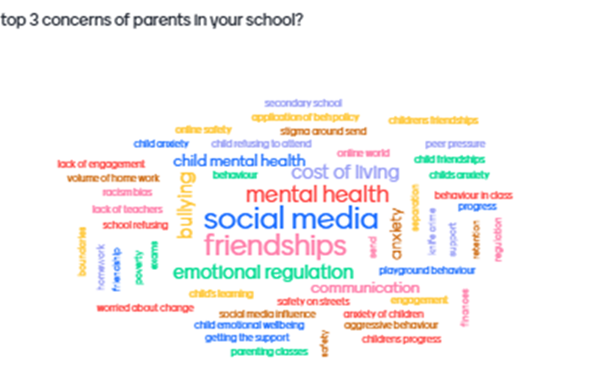 top 3 concerns of parents in your school?
secondary school
application of beh policy
childrens friendships
online safety
stigma around send
child anxiety
child refusing to attend
peer pressure
online world
lack of engagement
child mental health
child friendships
volume of home work
behaviour
cost of living
childs anxiety
racism bias
bullying
mental health
separation
behaviour in class
progress
lack of teachers
social media
anxiety
knife crime
support
retention
regulation
school refusing
boundaries
homework
friendship
poverty
exams
friendships
send
emotional regulation
playground behaviour
communication
child's learning
safety on streets
engagement
finances
worried about change
social media influence
anxiety of children
child emotional wellbeing
aggressive behaviour
getting the support
safety
childrens progress
parenting classes